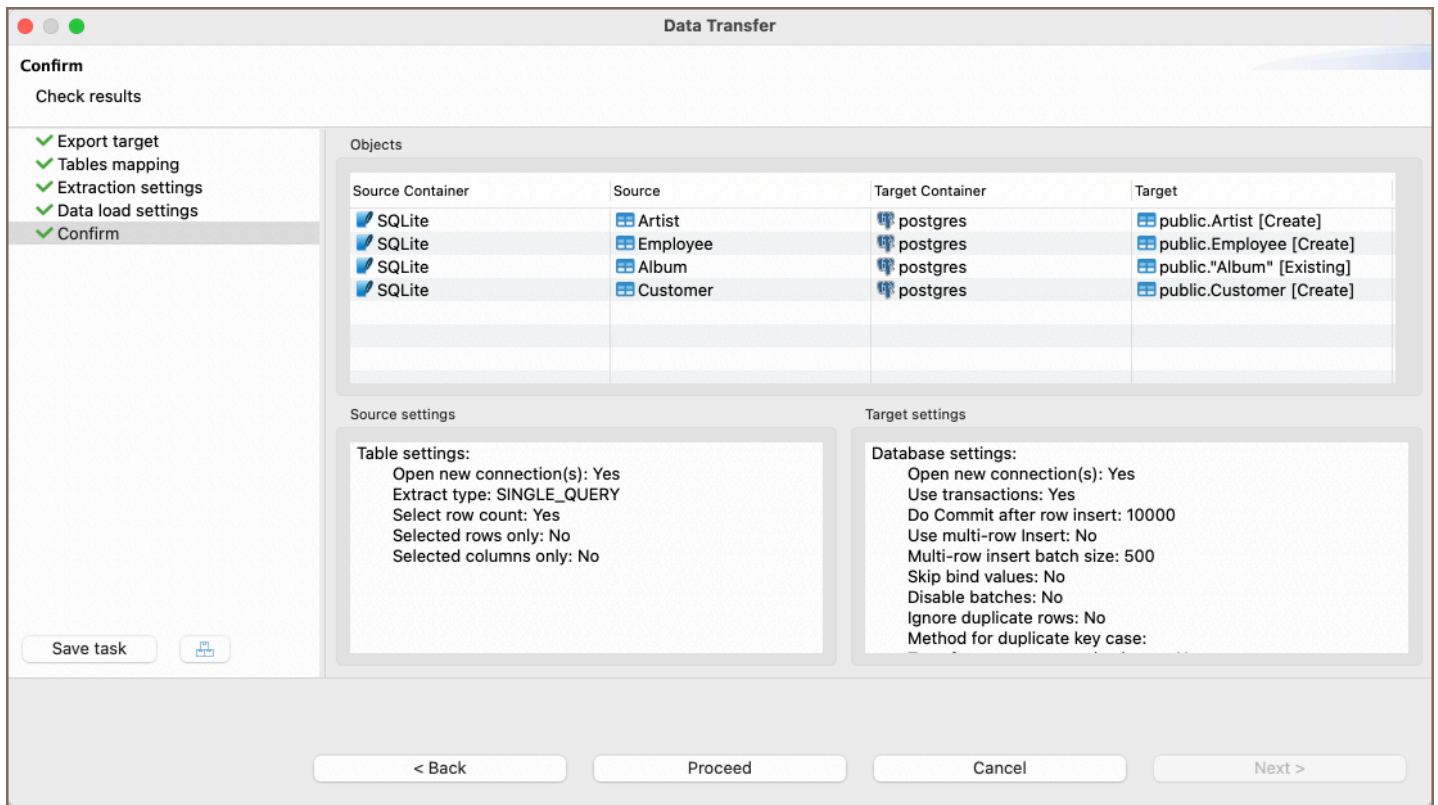 Data Transfer
Confirm
Check results
Export target
Tables mapping
Extraction settings
Data load settings
Confirm
Save task
Objects
Source Container Source Target Container Target
SQLite Artist postgres public.Artist [Create]
SQLite Employee postgres public.Employee [Create]
SQLite Album postgres public."Album" [Existing]
SQLite Customer postgres public.Customer [Create]
Source settings
Table settings:
Open new connection(s): Yes
Extract type: SINGLE_QUERY
Select row count: Yes
Selected rows only: No
Selected columns only: No
Target settings
Database settings:
Open new connection(s): Yes
Use transactions: Yes
Do Commit after row insert: 10000
Use multi-row Insert: No
Multi-row insert batch size: 500
Skip bind values: No
Disable batches: No
Ignore duplicate rows: No
Method for duplicate key case:
< Back Proceed Cancel Next >